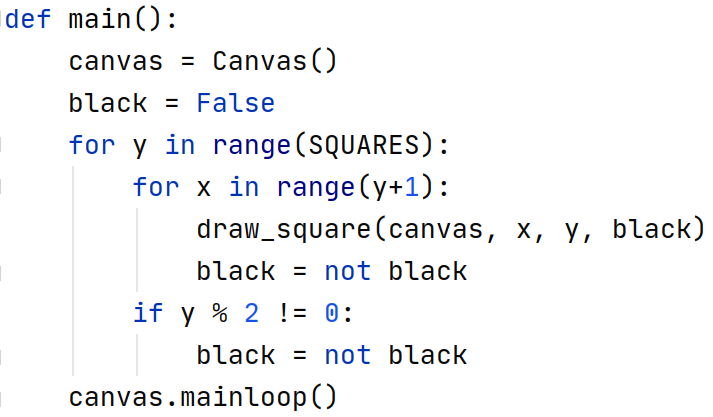 def main():
    canvas = Canvas()
    black = False
    for y in range(SQUARES):
        for x in range(y+1):
            draw_square(canvas, x, y, black)
            black = not black
        if y % 2 != 0:
            black = not black
    canvas.mainloop()